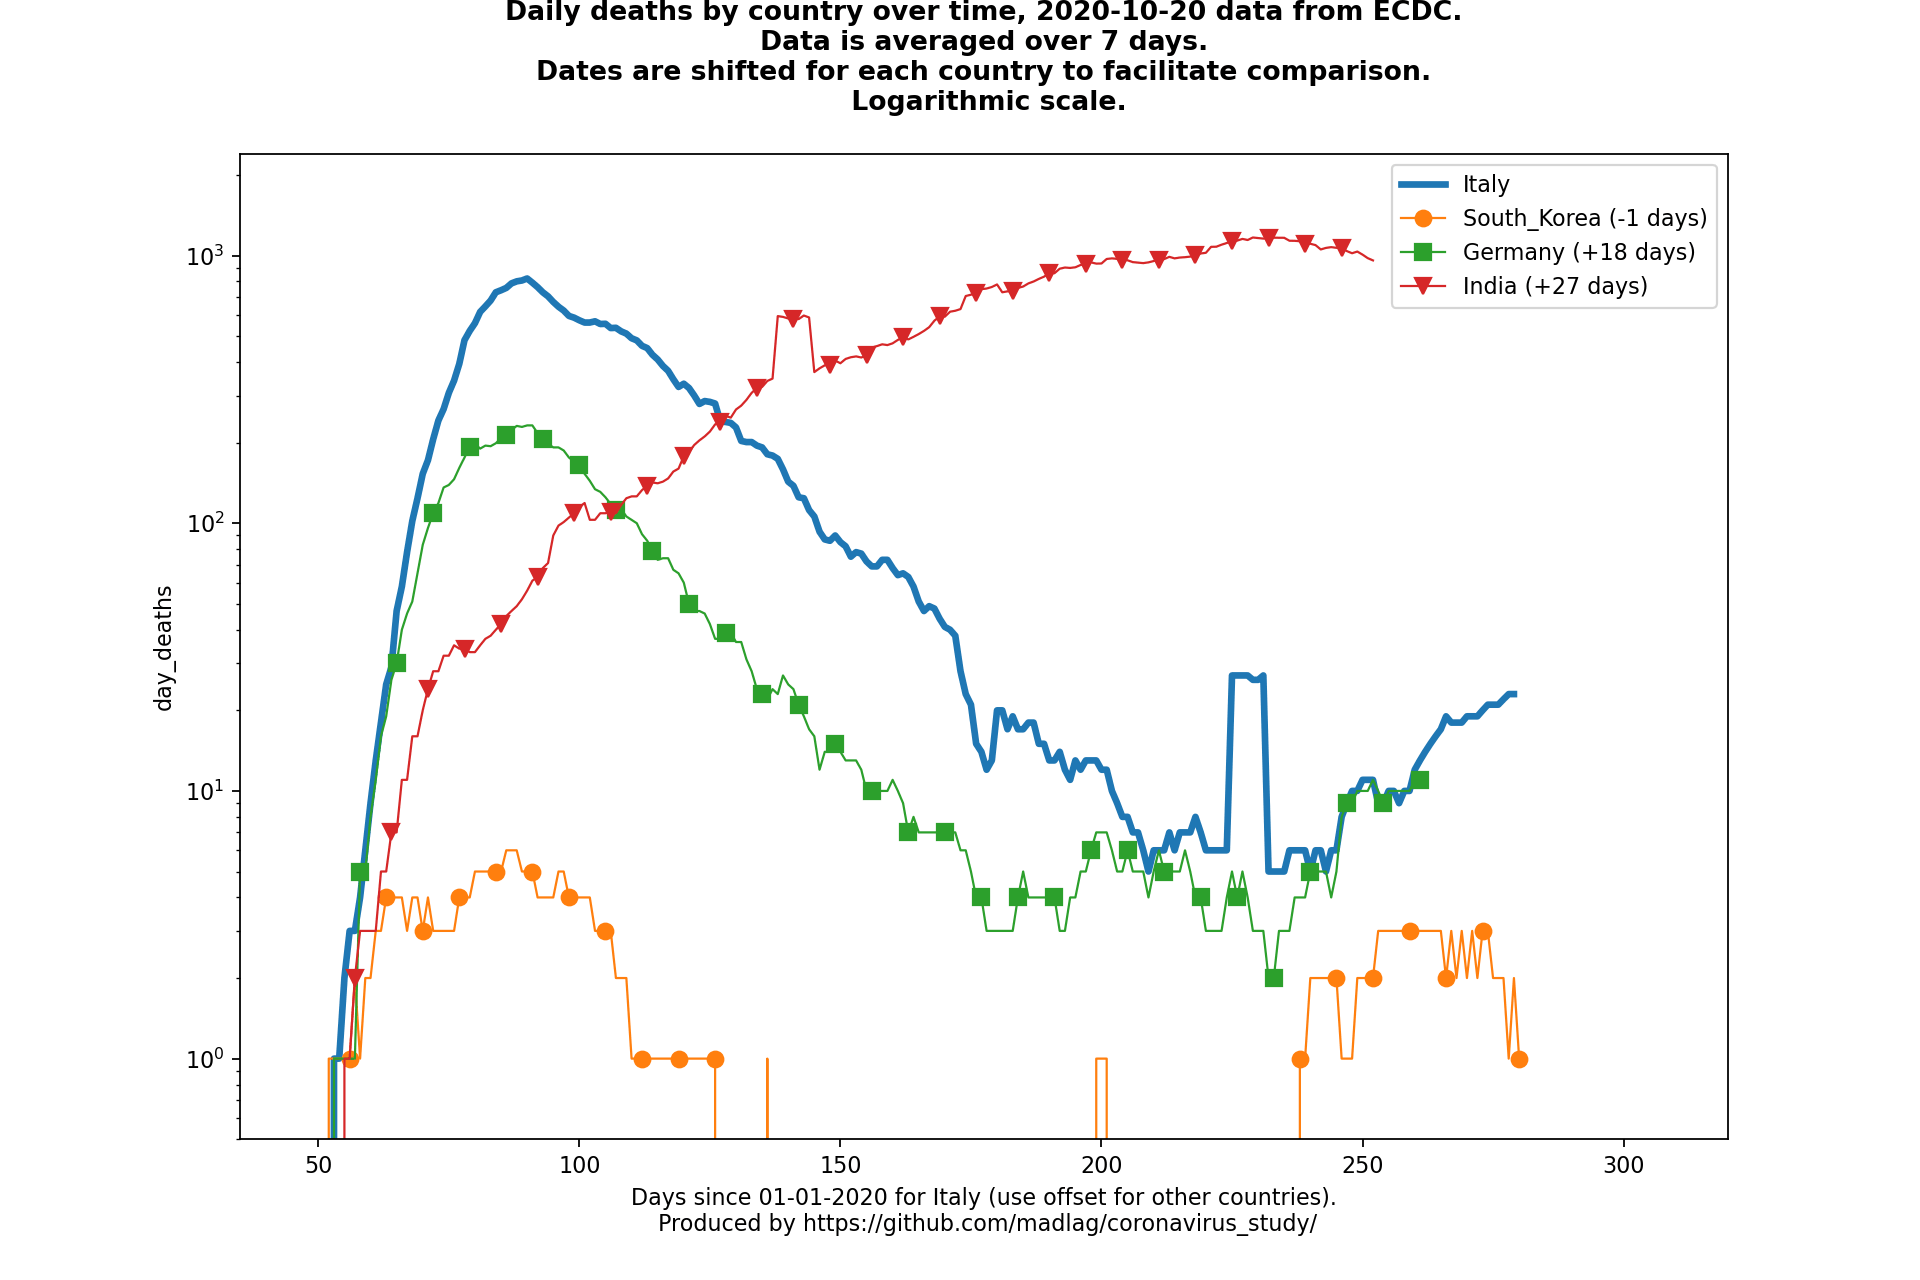 Daily deaths by country over time, 2020-10-20 data from ECDC.
Data is averaged over 7 days.
Dates are shifted for each country to facilitate comparison.
Logarithmic scale.
Italy
South_Korea (-1 days)
Germany (+18 days)
India (+27 days)
day_deaths
10³
10²
10¹
10⁰
50 100 150 200 250 300
Days since 01-01-2020 for Italy (use offset for other countries).
Produced by https://github.com/madlag/coronavirus_study/